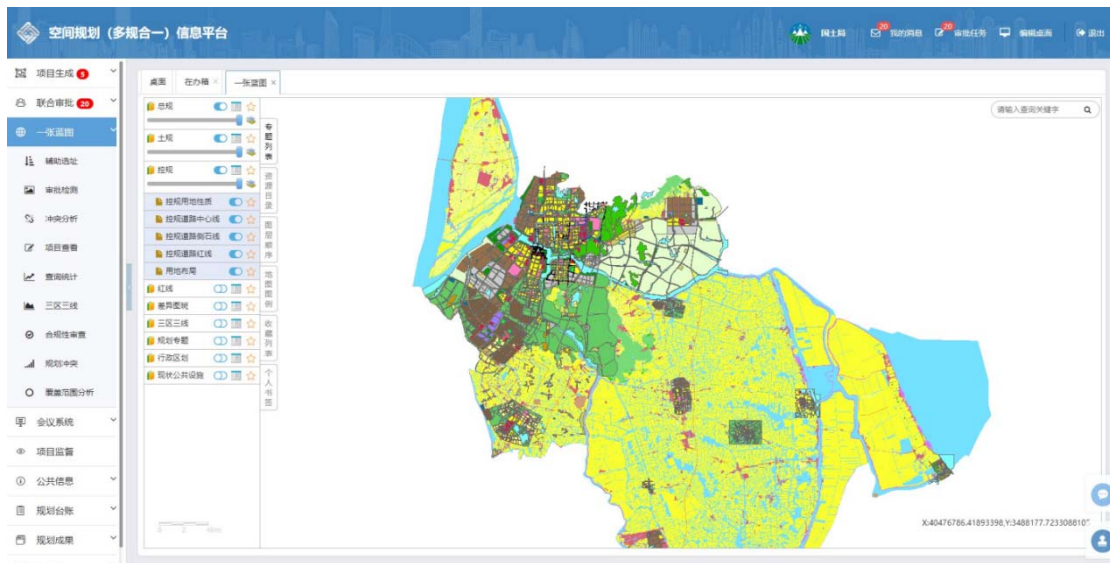 空间规划（多规合一）信息平台
国土局 20 我的消息 20 审批任务 编辑桌面 退出
项目生成 5
联合审批 20
一张蓝图
辅助选址
审批检测
冲突分析
项目查看
查询统计
三区三线
合规性审查
规划冲突
覆盖范围分析
会议系统
项目监督
公共信息
规划台账
规划成果
桌面 在办箱 × 一张蓝图 ×
总规
土规
控规
控规用地性质
控规道路中心线
控规道路侧石线
控规道路红线
用地布局
红线
差异图斑
三区三线
规划专题
行政区划
现状公共设施
专题列表
资源目录
图层顺序
地图图例
收藏列表
个人书签
请输入查询关键字
0 2 4km
X:40476786.41893398,Y:3488177.723308810